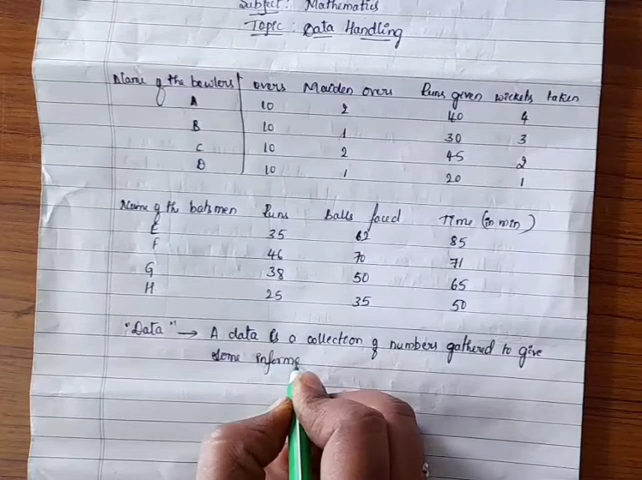 Subject: Mathematics
Topic: Data Handling
Name of the bowlers overs Maiden overs Runs given wickets taken
A 10 2 40 4
B 10 1 30 3
C 10 2 45 2
D 10 1 20 1
Name of the batsmen Runs Balls faced Time (in min)
E 35 62 85
F 46 70 71
G 38 50 65
H 25 35 50
"Data" → A data is a collection of numbers gathered to give
some informa